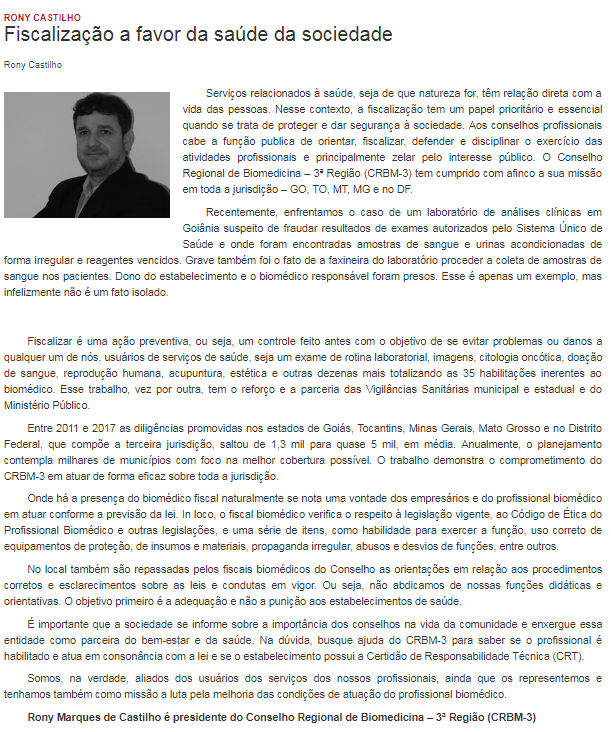 RONY CASTILHO
Fiscalização a favor da saúde da sociedade
Rony Castilho
Serviços relacionados à saúde, seja de que natureza for, têm relação direta com a
vida das pessoas. Nesse contexto, a fiscalização tem um papel prioritário e essencial
quando se trata de proteger e dar segurança à sociedade. Aos conselhos profissionais
cabe a função publica de orientar, fiscalizar, defender e disciplinar o exercício das
atividades profissionais e principalmente zelar pelo interesse público. O Conselho
Regional de Biomedicina – 3ª Região (CRBM-3) tem cumprido com afinco a sua missão
em toda a jurisdição – GO, TO, MT, MG e no DF.
Recentemente, enfrentamos o caso de um laboratório de análises clínicas em
Goiânia suspeito de fraudar resultados de exames autorizados pelo Sistema Único de
Saúde e onde foram encontradas amostras de sangue e urinas acondicionadas de
forma irregular e reagentes vencidos. Grave também foi o fato de a faxineira do laboratório proceder a coleta de amostras de
sangue nos pacientes. Dono do estabelecimento e o biomédico responsável foram presos. Esse é apenas um exemplo, mas
infelizmente não é um fato isolado.
Fiscalizar é uma ação preventiva, ou seja, um controle feito antes com o objetivo de se evitar problemas ou danos a
qualquer um de nós, usuários de serviços de saúde, seja um exame de rotina laboratorial, imagens, citologia oncótica, doação
de sangue, reprodução humana, acupuntura, estética e outras dezenas mais totalizando as 35 habilitações inerentes ao
biomédico. Esse trabalho, vez por outra, tem o reforço e a parceria das Vigilâncias Sanitárias municipal e estadual e do
Ministério Público.
Entre 2011 e 2017 as diligências promovidas nos estados de Goiás, Tocantins, Minas Gerais, Mato Grosso e no Distrito
Federal, que compõe a terceira jurisdição, saltou de 1,3 mil para quase 5 mil, em média. Anualmente, o planejamento
contempla milhares de municípios com foco na melhor cobertura possível. O trabalho demonstra o comprometimento do
CRBM-3 em atuar de forma eficaz sobre toda a jurisdição.
Onde há a presença do biomédico fiscal naturalmente se nota uma vontade dos empresários e do profissional biomédico
em atuar conforme a previsão da lei. In loco, o fiscal biomédico verifica o respeito à legislação vigente, ao Código de Ética do
Profissional Biomédico e outras legislações, e uma série de itens, como habilidade para exercer a função, uso correto de
equipamentos de proteção, de insumos e materiais, propaganda irregular, abusos e desvios de funções, entre outros.
No local também são repassadas pelos fiscais biomédicos do Conselho as orientações em relação aos procedimentos
corretos e esclarecimentos sobre as leis e condutas em vigor. Ou seja, não abdicamos de nossas funções didáticas e
orientativas. O objetivo primeiro é a adequação e não a punição aos estabelecimentos de saúde.
É importante que a sociedade se informe sobre a importância dos conselhos na vida da comunidade e enxergue essa
entidade como parceira do bem-estar e da saúde. Na dúvida, busque ajuda do CRBM-3 para saber se o profissional é
habilitado e atua em consonância com a lei e se o estabelecimento possui a Certidão de Responsabilidade Técnica (CRT).
Somos, na verdade, aliados dos usuários dos serviços dos nossos profissionais, ainda que os representemos e
tenhamos também como missão a luta pela melhoria das condições de atuação do profissional biomédico.
Rony Marques de Castilho é presidente do Conselho Regional de Biomedicina – 3ª Região (CRBM-3)